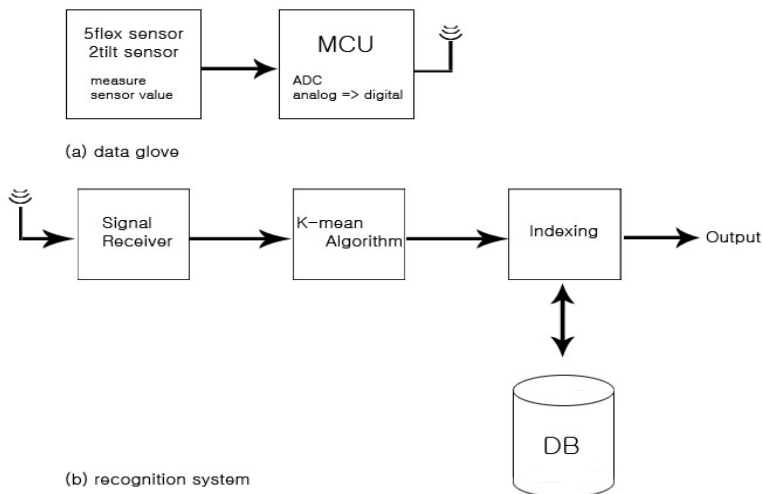 5flex sensor
2tilt sensor
measure
sensor value
MCU
ADC
analog => digital
(a) data glove
Signal
Receiver
K-mean
Algorithm
Indexing
Output
DB
(b) recognition system